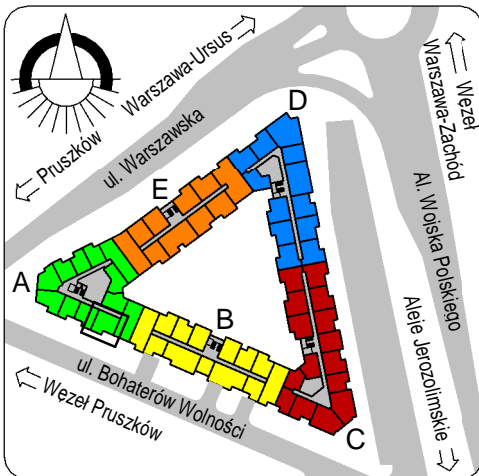 Warszawa-Ursus
Pruszków
ul. Warszawska
Węzeł
Warszawa-Zachód
Al. Wojska Polskiego
Aleje Jerozolimskie
D
E
A
B
C
ul. Bohaterów Wolności
Węzeł Pruszków